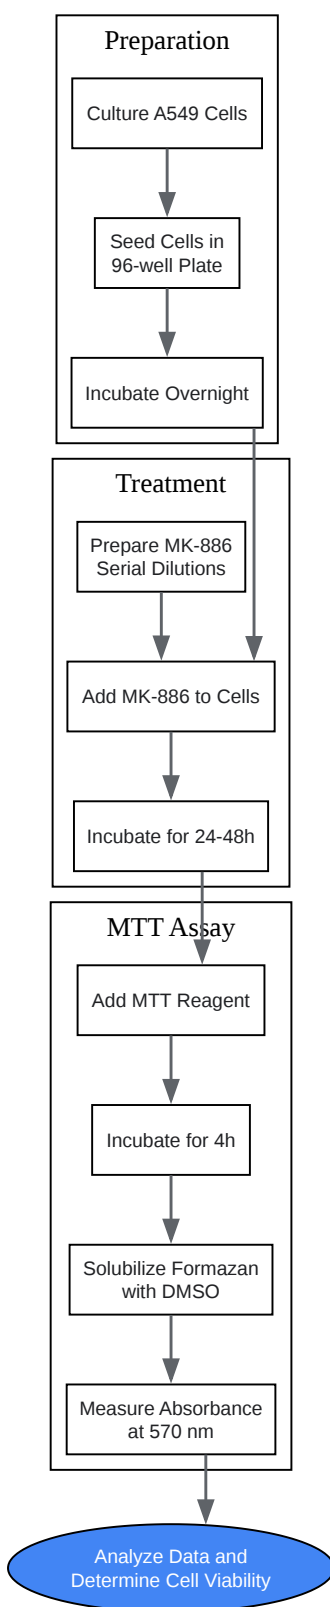 Preparation
Culture A549 Cells
Seed Cells in
96-well Plate
Incubate Overnight
Treatment
Prepare MK-886
Serial Dilutions
Add MK-886 to Cells
Incubate for 24-48h
MTT Assay
Add MTT Reagent
Incubate for 4h
Solubilize Formazan
with DMSO
Measure Absorbance
at 570 nm
Analyze Data and
Determine Cell Viability